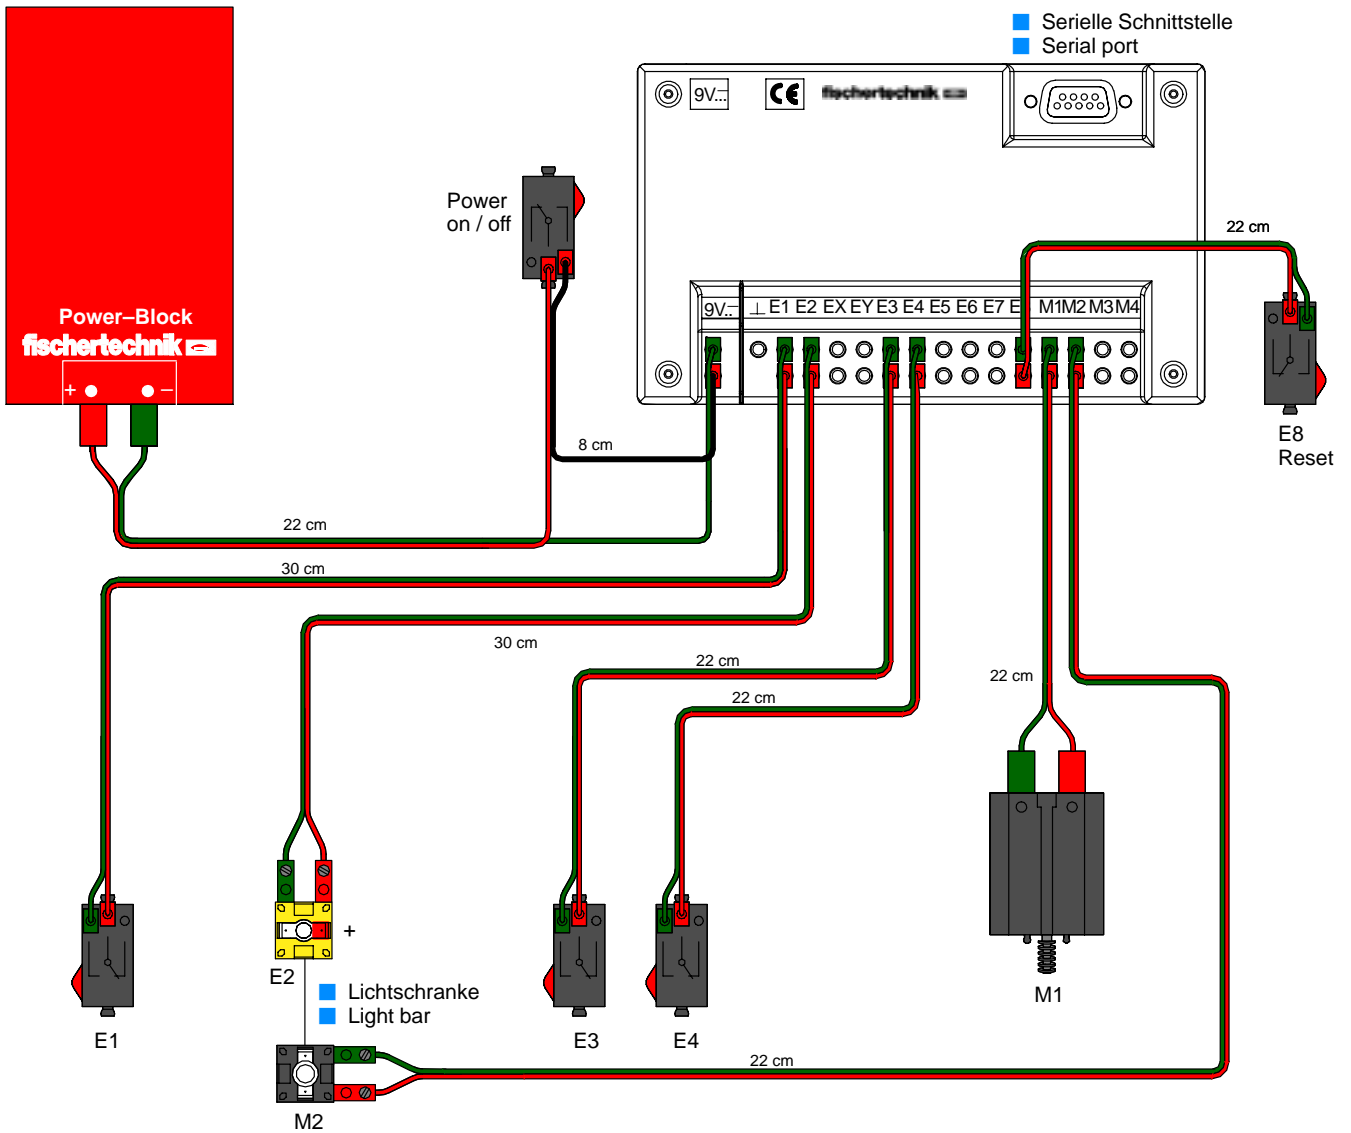 Serielle Schnittstelle
Serial port
9V
CE
fischertechnik
Power
on / off
22 cm
9V ⊥ E1 E2 EX EY E3 E4 E5 E6 E7 E M1 M2 M3 M4
Power–Block
fischertechnik
+ –
E8
Reset
8 cm
22 cm
30 cm
30 cm
22 cm
22 cm
22 cm
+
E2
Lichtschranke
Light bar
M1
E1
E3
E4
22 cm
M2